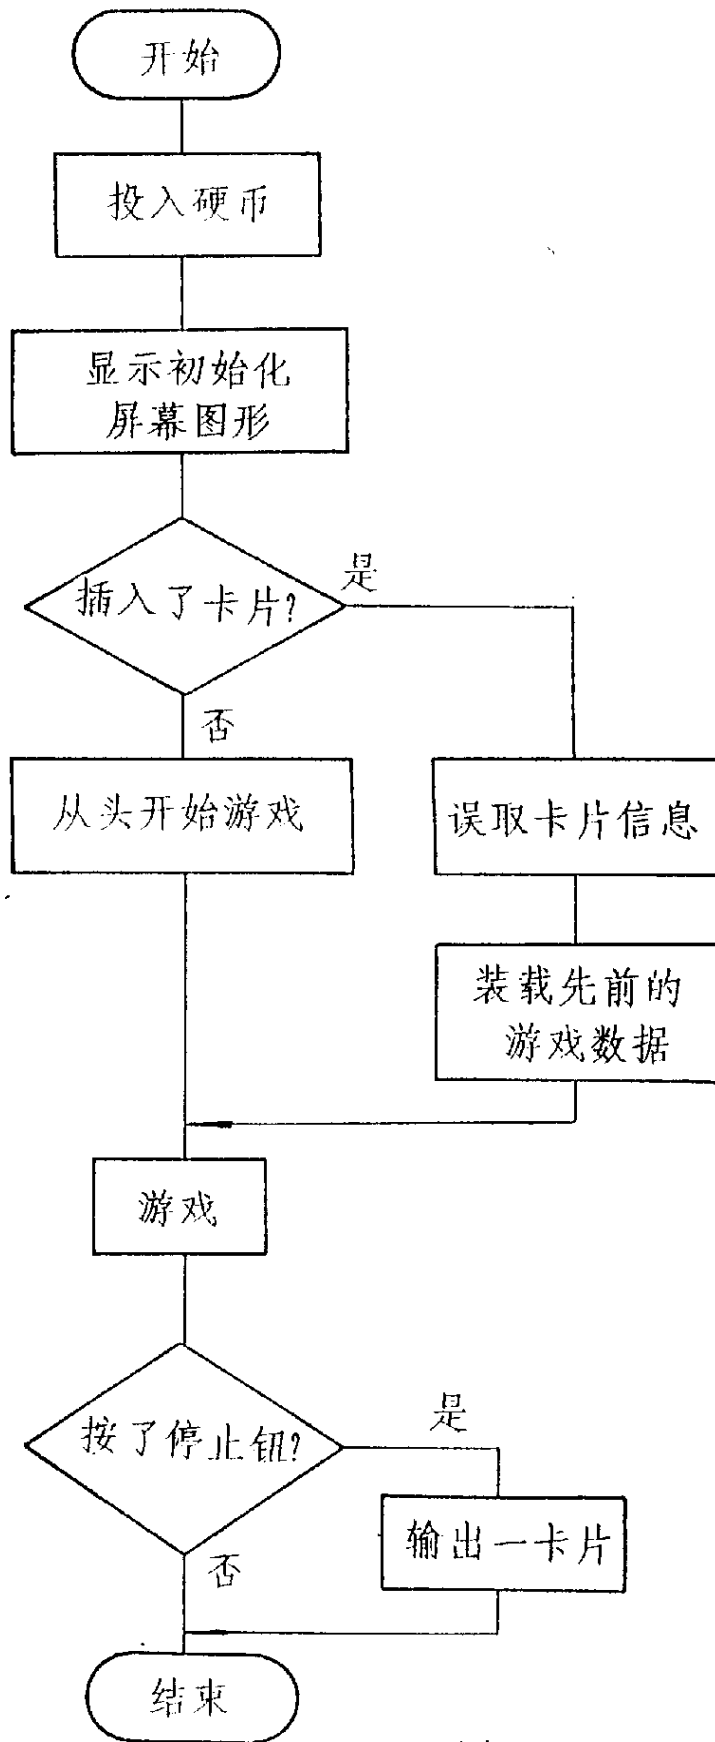 开始
投入硬币
显示初始化
屏幕图形
插入了卡片?
是
否
从头开始游戏
误取卡片信息
装载先前的
游戏数据
游戏
按了停止钮?
是
输出一卡片
否
结束